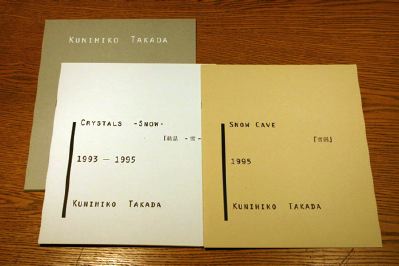 KUNIHIKO TAKADA
CRYSTALS -SNOW-
『結晶 -雪-
1993 — 1995
KUNIHIKO TAKADA
SNOW CAVE
『雪洞』
1995
KUNIHIKO TAKADA